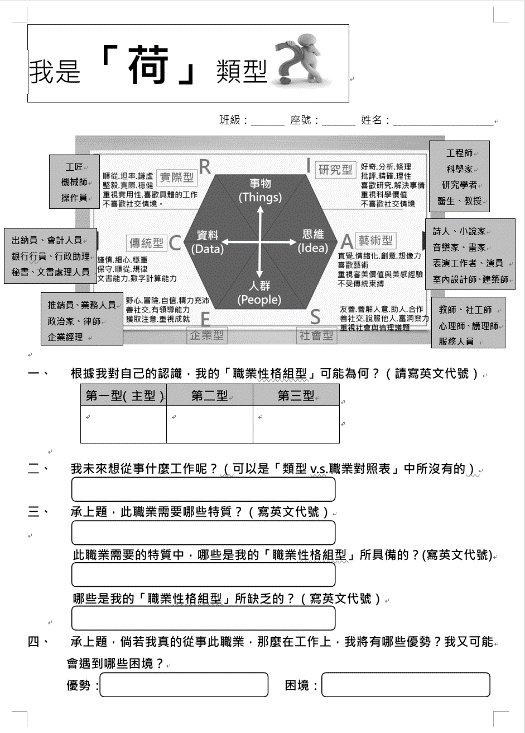 我是「荷」類型
班級：______ 座號：______ 姓名：__________________
R
I
實際型
順從,坦率,謙虛
堅毅,實際,穩健
重視實用性,喜歡具體的工作
不喜歡社交情境
研究型
好奇,分析,條理
批評,精確,理性
喜歡研究,解決事情
重視科學價值
不喜歡社交情境。
工匠
機械師
操作員
工程師
科學家
研究學者
醫生、教授
事物
(Things)
資料
(Data)
思維
(Idea)
人群
(People)
出納員、會計人員
銀行行員、行政助理
秘書、文書處理人員
傳統型 C
謹慎,細心,穩重
保守,順從,規律
文書能力,數字計算能力
A 藝術型
直覺,情緒化,創意,想像力
喜歡藝術
重視審美價值與美感經驗
不受傳統束縛
詩人、小說家
音樂家、畫家
表演工作者、演員
室內設計師、建築師
推銷員、業務人員
政治家、律師
企業經理
野心,冒險,自信,精力充沛
善社交,有領導能力
獲取注意,重視成就
E
企業型
友善,善解人意,助人,合作
善社交,說服他人,富洞察力
重視社會與倫理議題
S
社會型
教師、社工師
心理師、護理師
服務人員
一、 根據我對自己的認識，我的「職業性格組型」可能為何？（請寫英文代號）
第一型(主型) 第二型 第三型
二、 我未來想從事什麼工作呢？（可以是「類型v.s.職業對照表」中所沒有的）
三、 承上題，此職業需要哪些特質？（寫英文代號）
此職業需要的特質中，哪些是我的「職業性格組型」所具備的？(寫英文代號)
哪些是我的「職業性格組型」所缺乏的？（寫英文代號）
四、 承上題，倘若我真的從事此職業，那麼在工作上，我將有哪些優勢？我又可能
會遇到哪些困境？
優勢： 困境：